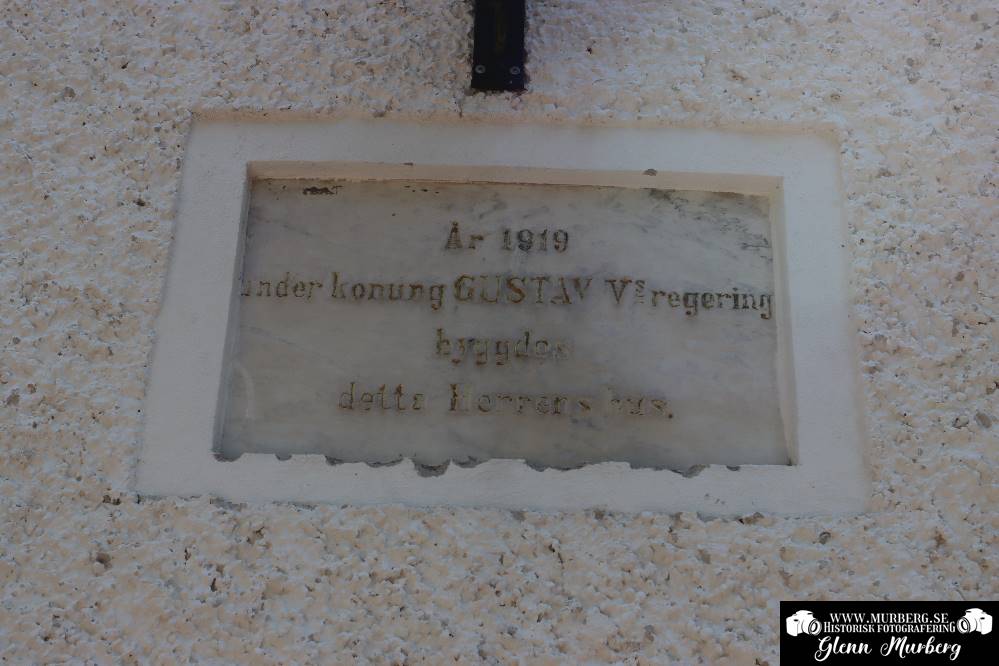 År 1919
under konung GUSTAV V:s regering
byggdes
detta Herrens hus.
WWW.MURBERG.SE
HISTORISK FOTOGRAFERING
Glenn Murberg